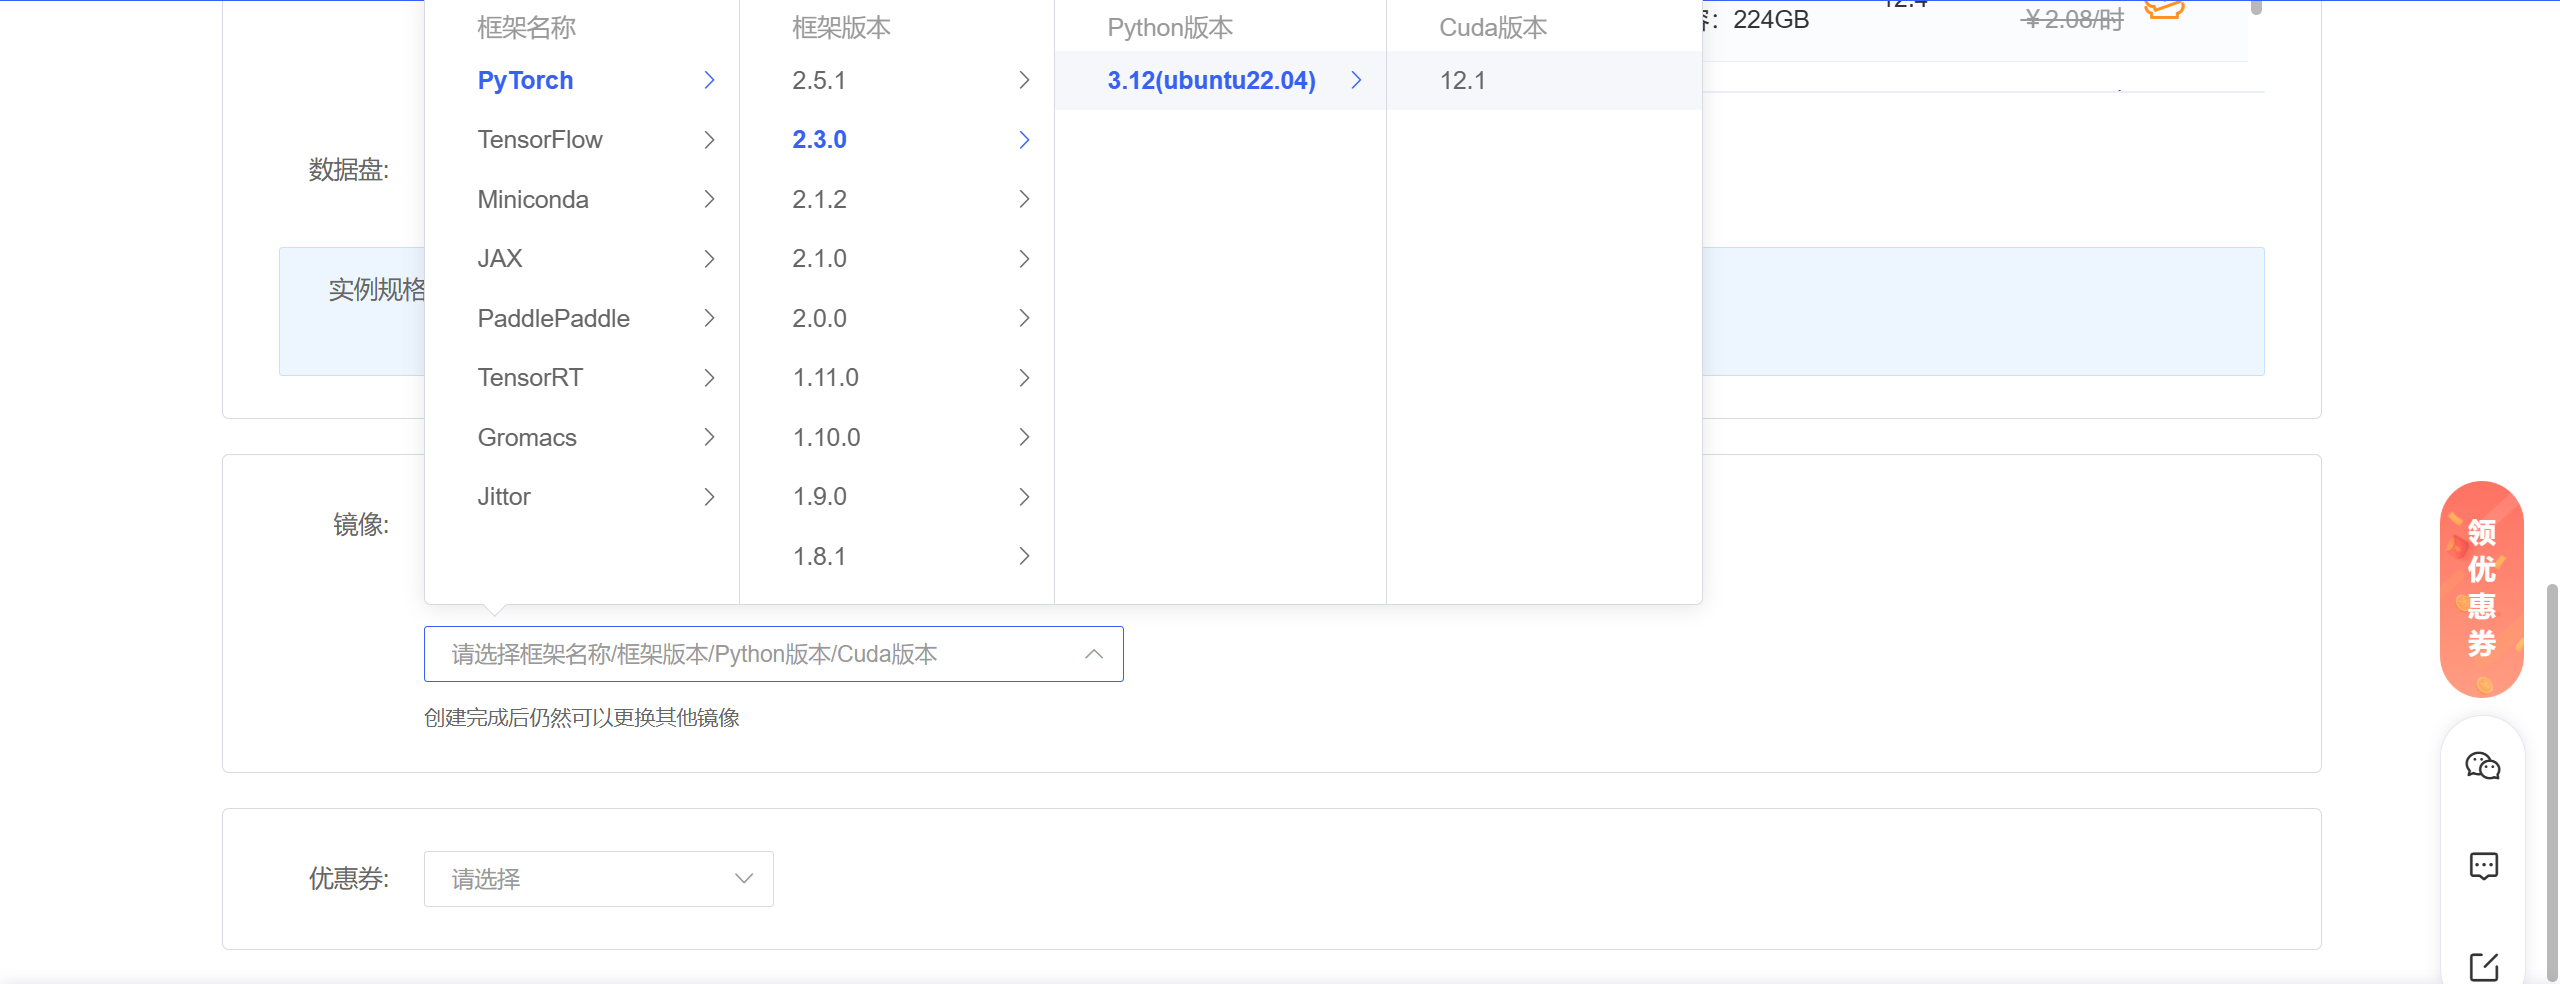 框架名称
框架版本
Python版本
Cuda版本
224GB
￥2.08/时
PyTorch
2.5.1
3.12(ubuntu22.04)
12.1
TensorFlow
2.3.0
数据盘:
Miniconda
2.1.2
JAX
2.1.0
实例规格
PaddlePaddle
2.0.0
TensorRT
1.11.0
Gromacs
1.10.0
Jittor
1.9.0
镜像:
1.8.1
请选择框架名称/框架版本/Python版本/Cuda版本
创建完成后仍然可以更换其他镜像
优惠券:
请选择
领
优
惠
券